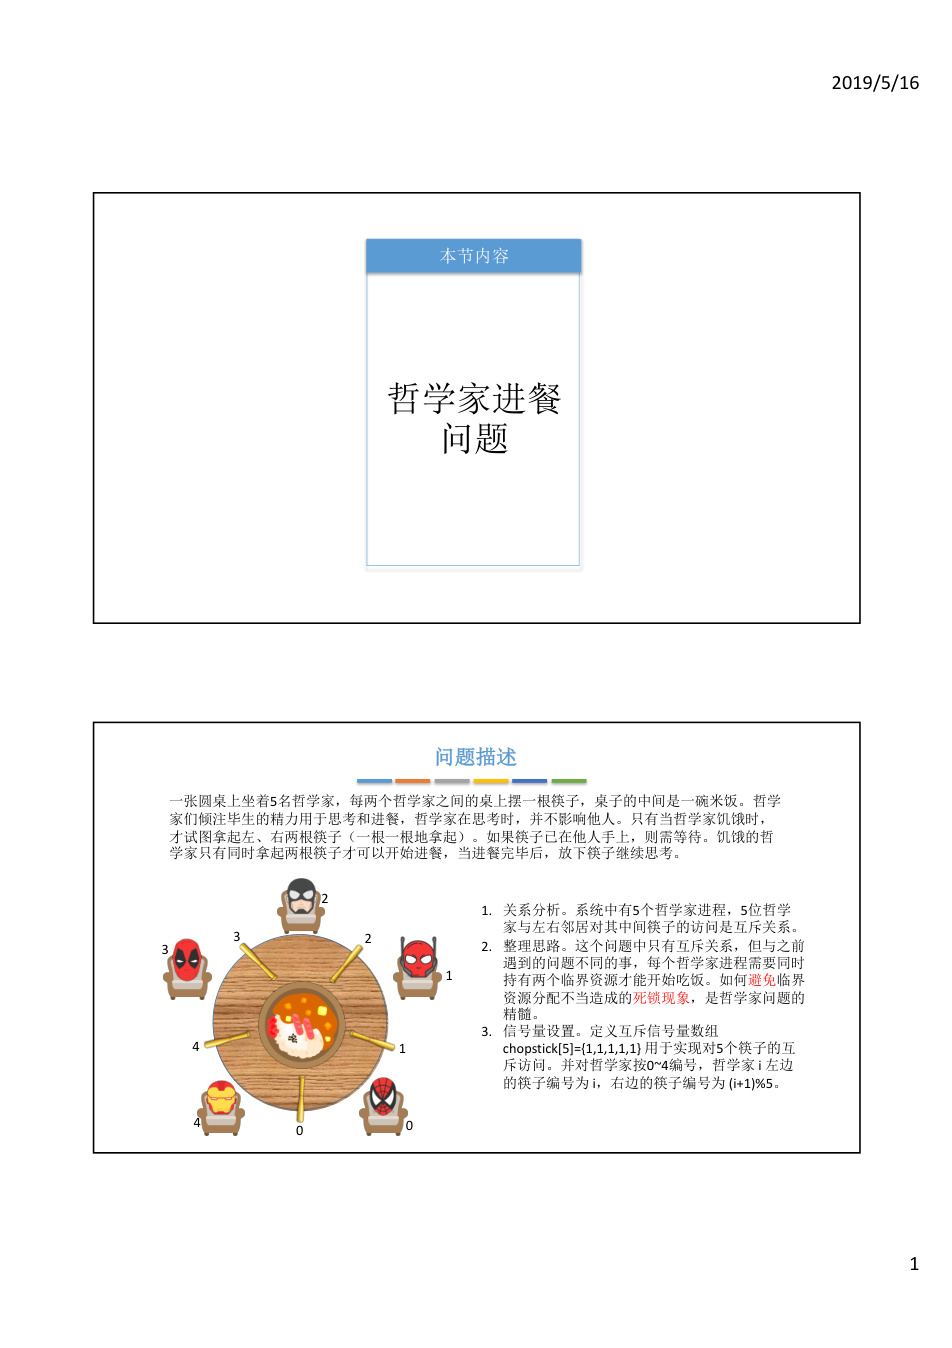 2019/5/16
本节内容
哲学家进餐
问题
问题描述
一张圆桌上坐着5名哲学家，每两个哲学家之间的桌上摆一根筷子，桌子的中间是一碗米饭。哲学
家们倾注毕生的精力用于思考和进餐，哲学家在思考时，并不影响他人。只有当哲学家饥饿时，
才试图拿起左、右两根筷子（一根一根地拿起）。如果筷子已在他人手上，则需等待。饥饿的哲
学家只有同时拿起两根筷子才可以开始进餐，当进餐完毕后，放下筷子继续思考。
2
3
3
2
1
4
1
4
0
0
1. 关系分析。系统中有5个哲学家进程，5位哲学
家与左右邻居对其中间筷子的访问是互斥关系。
2. 整理思路。这个问题中只有互斥关系，但与之前
遇到的问题不同的事，每个哲学家进程需要同时
持有两个临界资源才能开始吃饭。如何避免临界
资源分配不当造成的死锁现象，是哲学家问题的
精髓。
3. 信号量设置。定义互斥信号量数组
chopstick[5]={1,1,1,1,1} 用于实现对5个筷子的互
斥访问。并对哲学家按0~4编号，哲学家 i 左边
的筷子编号为 i，右边的筷子编号为 (i+1)%5。
1